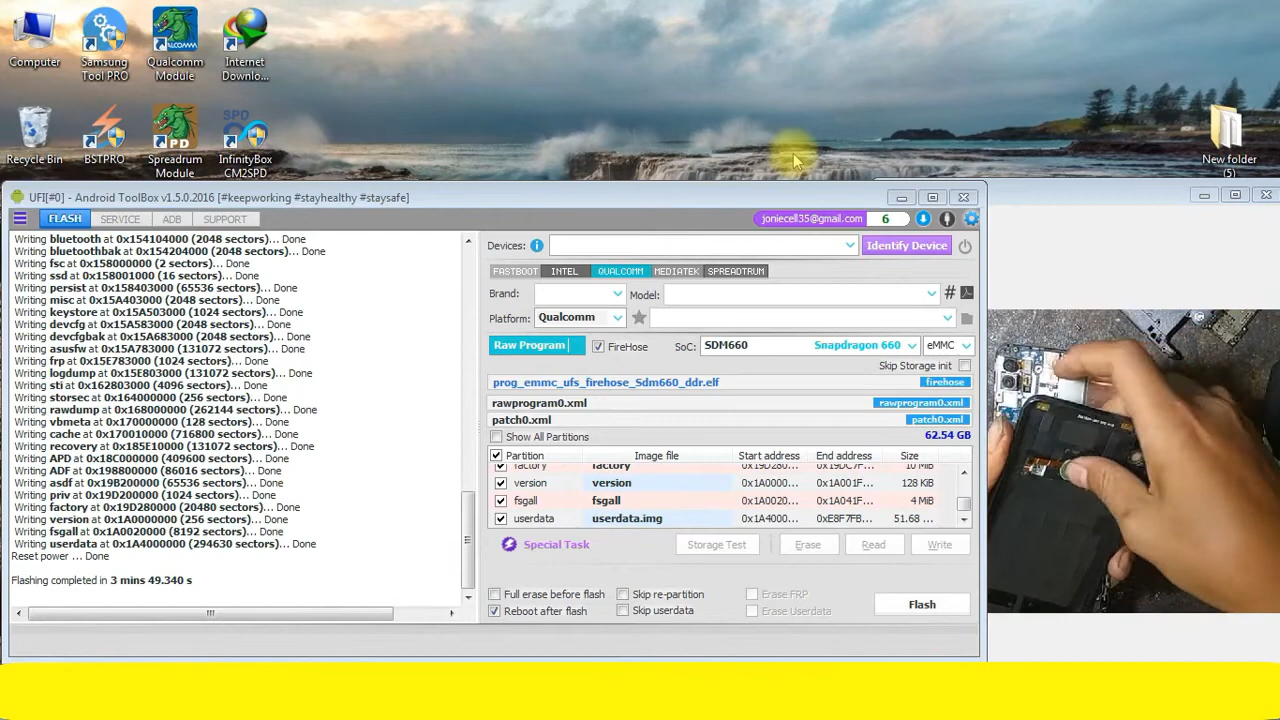 Computer
Samsung
Tool PRO
Qualcomm
Module
Internet
Downlo...
Recycle Bin
BSTPRO
Spreadrum
Module
SPD
InfinityBox
CM2SPD
New folder
(5)
UFI[#0] - Android ToolBox v1.5.0.2016 [#keepworking #stayhealthy #staysafe]
FLASH SERVICE ADB SUPPORT
joniecell35@gmail.com 6
Writing bluetooth at 0x154104000 (2048 sectors)... Done
Writing bluetoothbak at 0x154204000 (2048 sectors)... Done
Writing fsc at 0x158000000 (2 sectors)... Done
Writing ssd at 0x158001000 (16 sectors)... Done
Writing persist at 0x158403000 (65536 sectors)... Done
Writing misc at 0x15A403000 (2048 sectors)... Done
Writing keystore at 0x15A503000 (1024 sectors)... Done
Writing devcfg at 0x15A583000 (2048 sectors)... Done
Writing devcfgbak at 0x15A683000 (2048 sectors)... Done
Writing asusfw at 0x15A783000 (131072 sectors)... Done
Writing frp at 0x15E783000 (1024 sectors)... Done
Writing logdump at 0x15E803000 (131072 sectors)... Done
Writing sti at 0x162803000 (4096 sectors)... Done
Writing storsec at 0x164000000 (256 sectors)... Done
Writing rawdump at 0x168000000 (262144 sectors)... Done
Writing vbmeta at 0x170000000 (128 sectors)... Done
Writing cache at 0x170010000 (716800 sectors)... Done
Writing recovery at 0x185E10000 (131072 sectors)... Done
Writing APD at 0x18C000000 (409600 sectors)... Done
Writing ADF at 0x198800000 (86016 sectors)... Done
Writing asdf at 0x19B200000 (65536 sectors)... Done
Writing priv at 0x19D200000 (1024 sectors)... Done
Writing factory at 0x19D280000 (20480 sectors)... Done
Writing version at 0x1A0000000 (256 sectors)... Done
Writing fsgall at 0x1A0020000 (8192 sectors)... Done
Writing userdata at 0x1A4000000 (294630 sectors)... Done
Reset power ... Done
Flashing completed in 3 mins 49.340 s
Devices: Identify Device
FASTBOOT INTEL QUALCOMM MEDIATEK SPREADTRUM
Brand: Model: #
Platform: Qualcomm
Raw Program FireHose SoC: SDM660 Snapdragon 660 eMMC
Skip Storage init
prog_emmc_ufs_firehose_Sdm660_ddr.elf firehose
rawprogram0.xml rawprogram0.xml
patch0.xml patch0.xml
Show All Partitions 62.54 GB
Partition Image file Start address End address Size
factory factory 0x19D280... 0x19DC7F... 10 MiB
version version 0x1A0000... 0x1A001F... 128 KiB
fsgall fsgall 0x1A0020... 0x1A041F... 4 MiB
userdata userdata.img 0x1A4000... 0xE8F7FB... 51.68 ...
Special Task Storage Test Erase Read Write
Full erase before flash Skip re-partition Erase FRP
Reboot after flash Skip userdata Erase Userdata
Flash